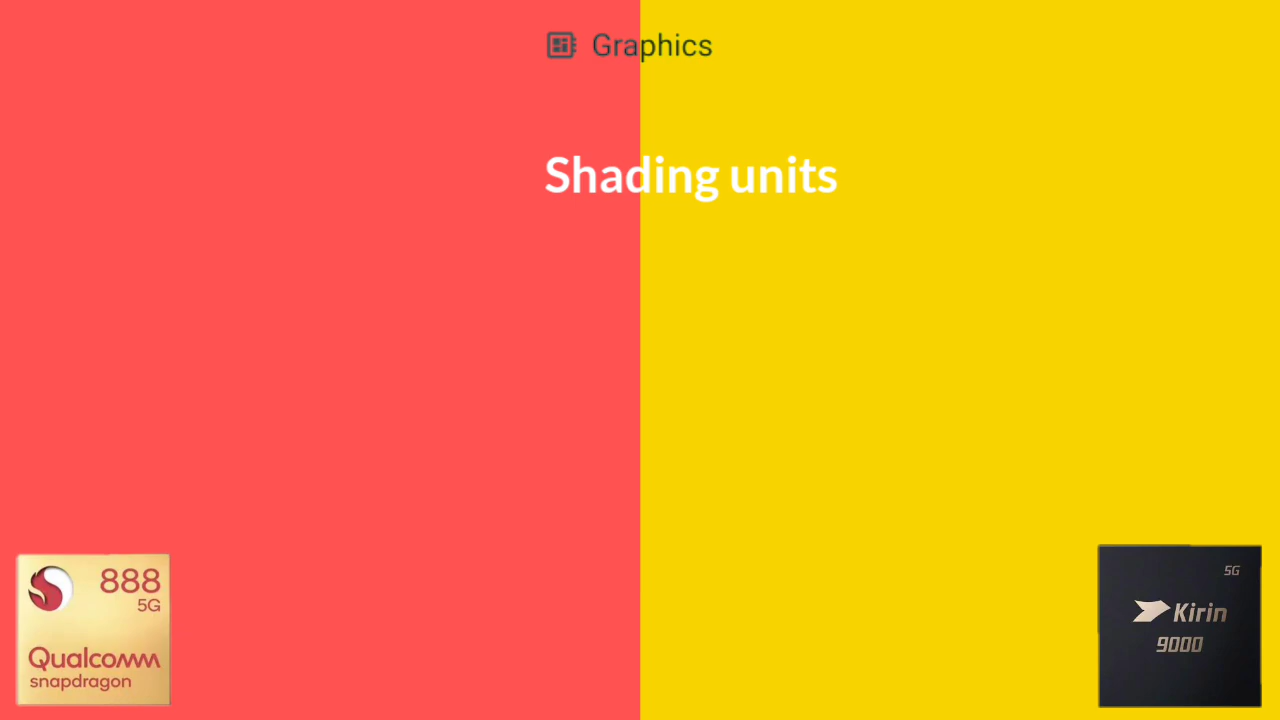 Graphics
Shading units
888
5G
Qualcomm
snapdragon
5G
Kirin
9000